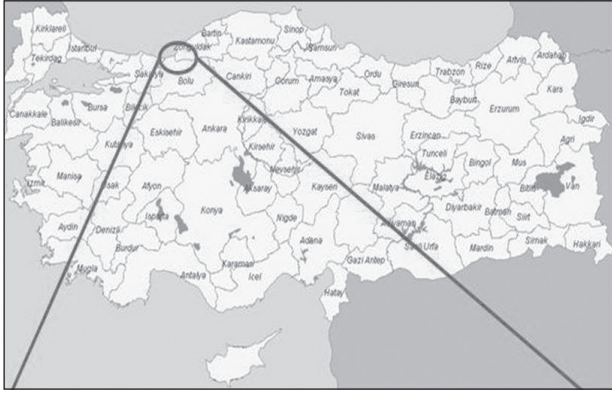 Kirklareli
Tekirdag
Istanbul
Zonguldak
Bartin
Kastamonu
Sinop
Samsun
Sakarya
Bolu
Cankiri
Corum
Amasya
Tokat
Ordu
Giresun
Trabzon
Rize
Artvin
Ardahan
Kars
Bayburt
Erzurum
Igdir
Agri
Canakkale
Balikesir
Bursa
Bilecik
Eskisehir
Ankara
Kirikkale
Yozgat
Sivas
Erzincan
Tunceli
Kutahya
Kirsehir
Nevsehir
Manisa
Izmir
Usak
Afyon
Aksaray
Kayseri
Malatya
Elazig
Bingol
Mus
Bitlis
Van
Isparta
Konya
Nigde
Adiyaman
Diyarbakir
Batman
Siirt
Aydin
Denizli
Burdur
Mugla
Antalya
Karaman
Icel
Adana
Gazi Antep
Sanli Urfa
Mardin
Sirnak
Hakkari
Hatay